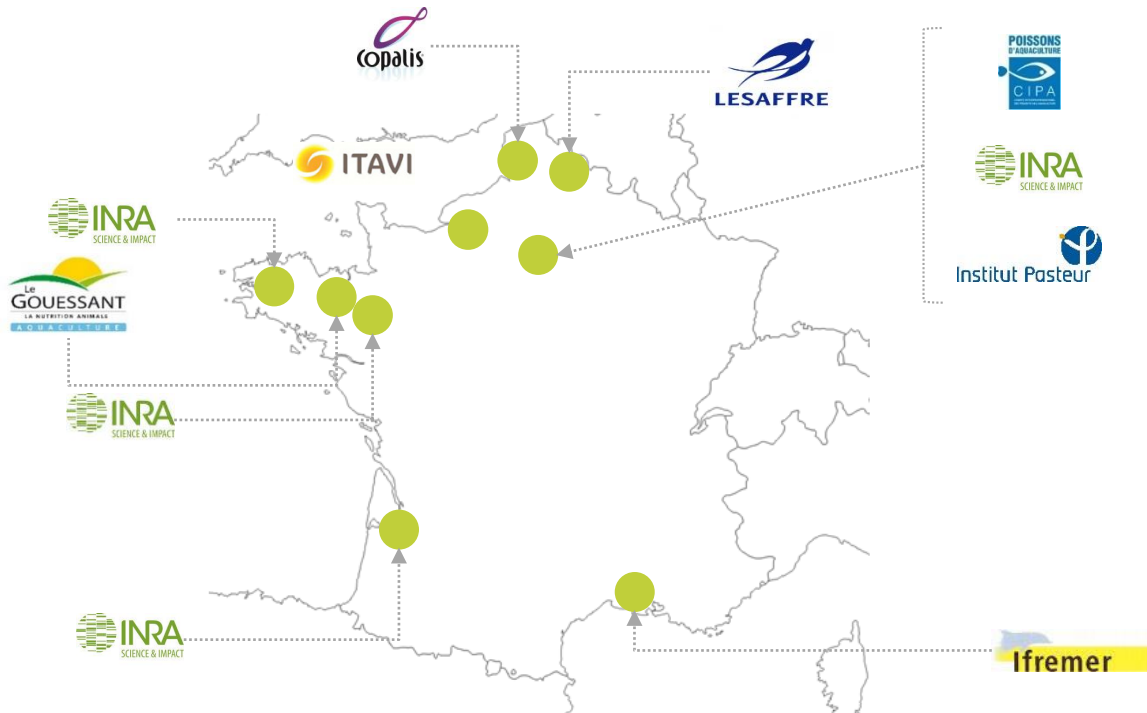 copalis
LESAFFRE
POISSONS
D'AQUACULTURE
CIPA
ITAVI
INRA
SCIENCE & IMPACT
INRA
SCIENCE & IMPACT
Institut Pasteur
Le
GOUESSANT
LA NUTRITION ANIMALE
AQUACULTURE
INRA
SCIENCE & IMPACT
INRA
SCIENCE & IMPACT
Ifremer